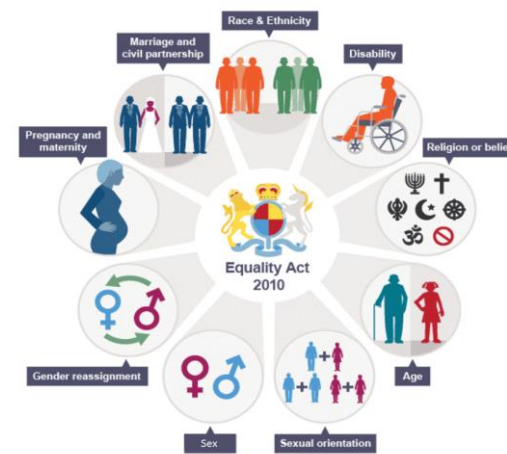 Race & Ethnicity
Marriage and
civil partnership
Disability
Pregnancy and
maternity
Religion or belie
Equality Act
2010
Gender reassignment
Age
Sex
Sexual orientation